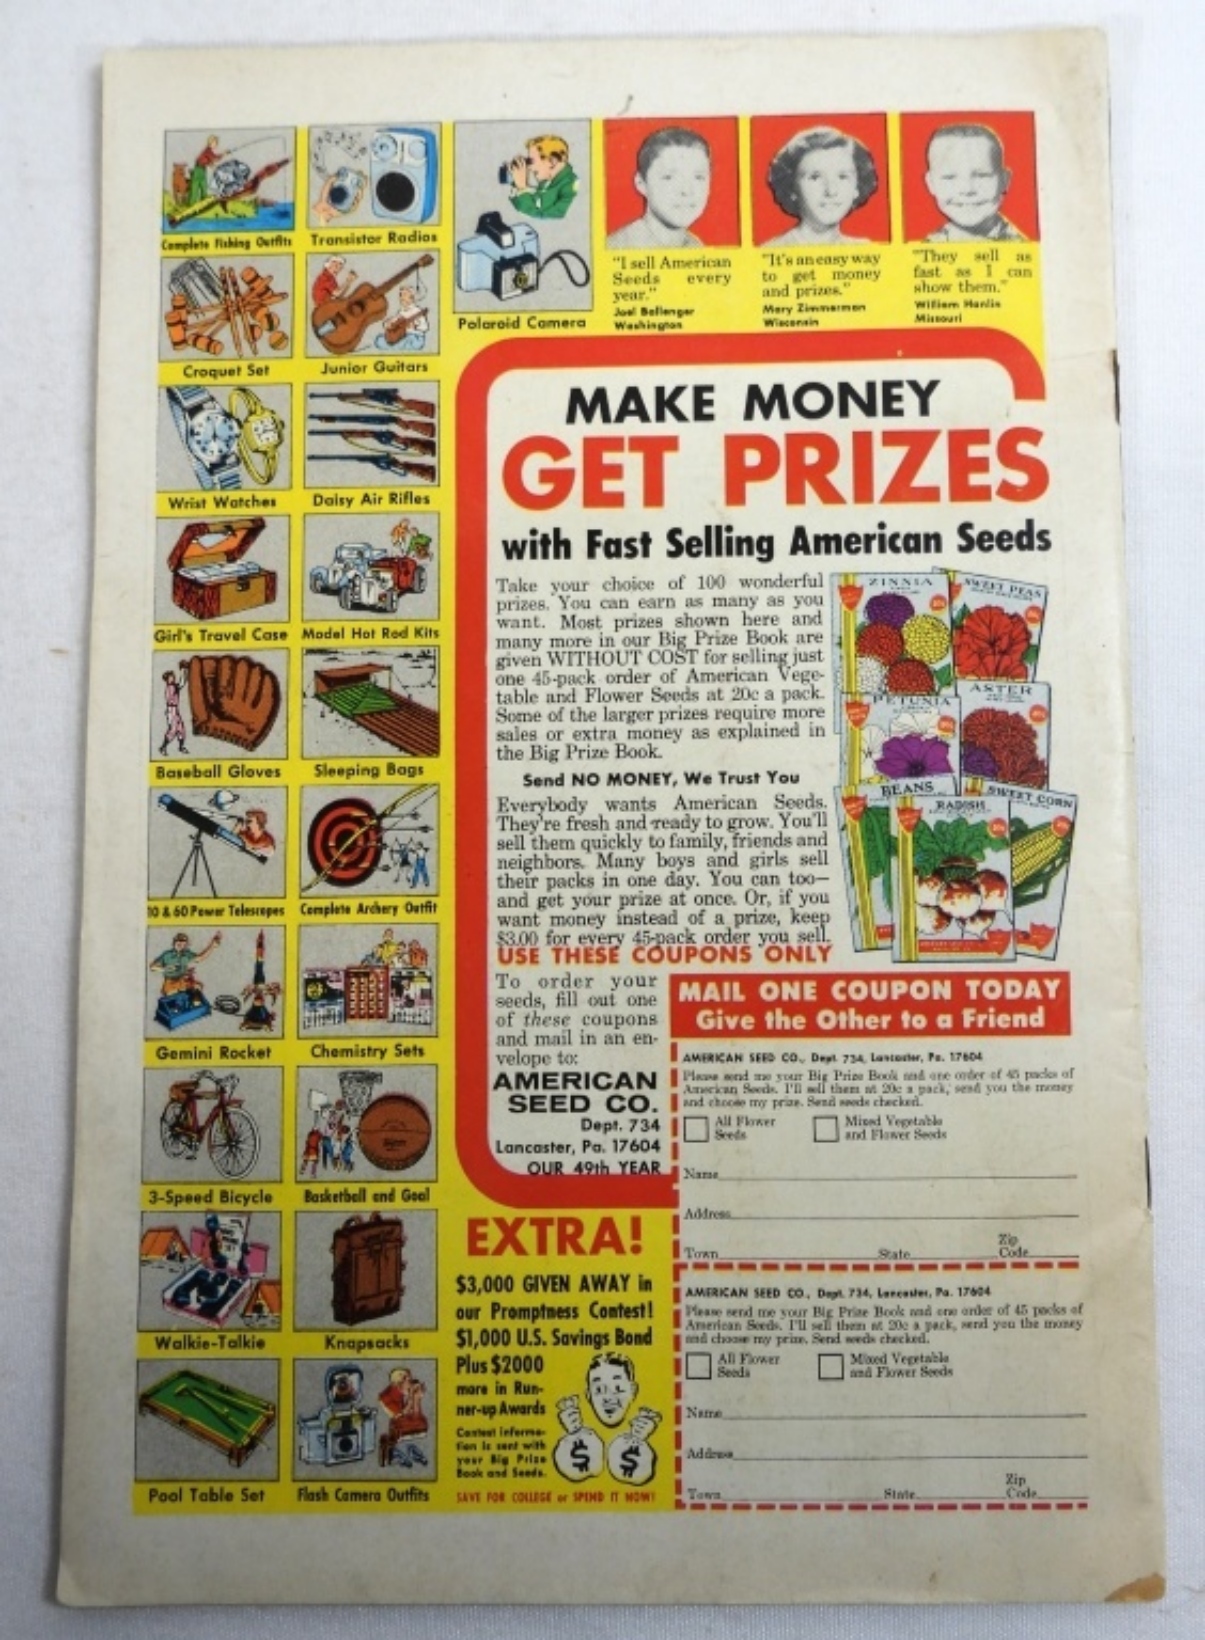 Complete Fishing Outfits
Transistor Radios
Polaroid Camera
Croquet Set
Junior Guitars
Wrist Watches
Daisy Air Rifles
Girl's Travel Case
Model Hot Rod Kits
Baseball Gloves
Sleeping Bags
10 & 60 Power Telescopes
Complete Archery Outfit
Gemini Rocket
Chemistry Sets
3-Speed Bicycle
Basketball and Goal
Walkie-Talkie
Knapsacks
Pool Table Set
Flash Camera Outfits
"I sell American
Seeds every
year."
Joel Ballenger
Washington
"It's an easy way
to get money
and prizes."
Mary Zimmerman
Wisconsin
"They sell as
fast as I can
show them."
William Hanlin
Missouri
MAKE MONEY
GET PRIZES
with Fast Selling American Seeds
Take your choice of 100 wonderful
prizes. You can earn as many as you
want. Most prizes shown here and
many more in our Big Prize Book are
given WITHOUT COST for selling just
one 45-pack order of American Vege-
table and Flower Seeds at 20c a pack.
Some of the larger prizes require more
sales or extra money as explained in
the Big Prize Book.
Send NO MONEY, We Trust You
Everybody wants American Seeds.
They're fresh and ready to grow. You'll
sell them quickly to family, friends and
neighbors. Many boys and girls sell
their packs in one day. You can too—
and get your prize at once. Or, if you
want money instead of a prize, keep
$3.00 for every 45-pack order you sell.
ZINNIA
SWEET PEAS
PETUNIA
ASTER
BEANS
RADISH
SWEET CORN
USE THESE COUPONS ONLY
To order your
seeds, fill out one
of these coupons
and mail in an en-
velope to:
AMERICAN
SEED CO.
Dept. 734
Lancaster, Pa. 17604
OUR 49th YEAR
MAIL ONE COUPON TODAY
Give the Other to a Friend
AMERICAN SEED CO., Dept. 734, Lancaster, Pa. 17604
Please send me your Big Prize Book and one order of 45 packs of
American Seeds. I'll sell them at 20c a pack, send you the money
and choose my prize. Send seeds checked.
All Flower
Seeds
Mixed Vegetable
and Flower Seeds
Name
Address
Town State Zip Code
AMERICAN SEED CO., Dept. 734, Lancaster, Pa. 17604
Please send me your Big Prize Book and one order of 45 packs of
American Seeds. I'll sell them at 20c a pack, send you the money
and choose my prize. Send seeds checked.
All Flower
Seeds
Mixed Vegetable
and Flower Seeds
Name
Address
Town State Zip Code
EXTRA!
$3,000 GIVEN AWAY in
our Promptness Contest!
$1,000 U.S. Savings Bond
Plus $2000
more in Run-
ner-up Awards
Contest informa-
tion is sent with
your Big Prize
Book and Seeds.
$ $
SAVE FOR COLLEGE or SPEND IT NOW!